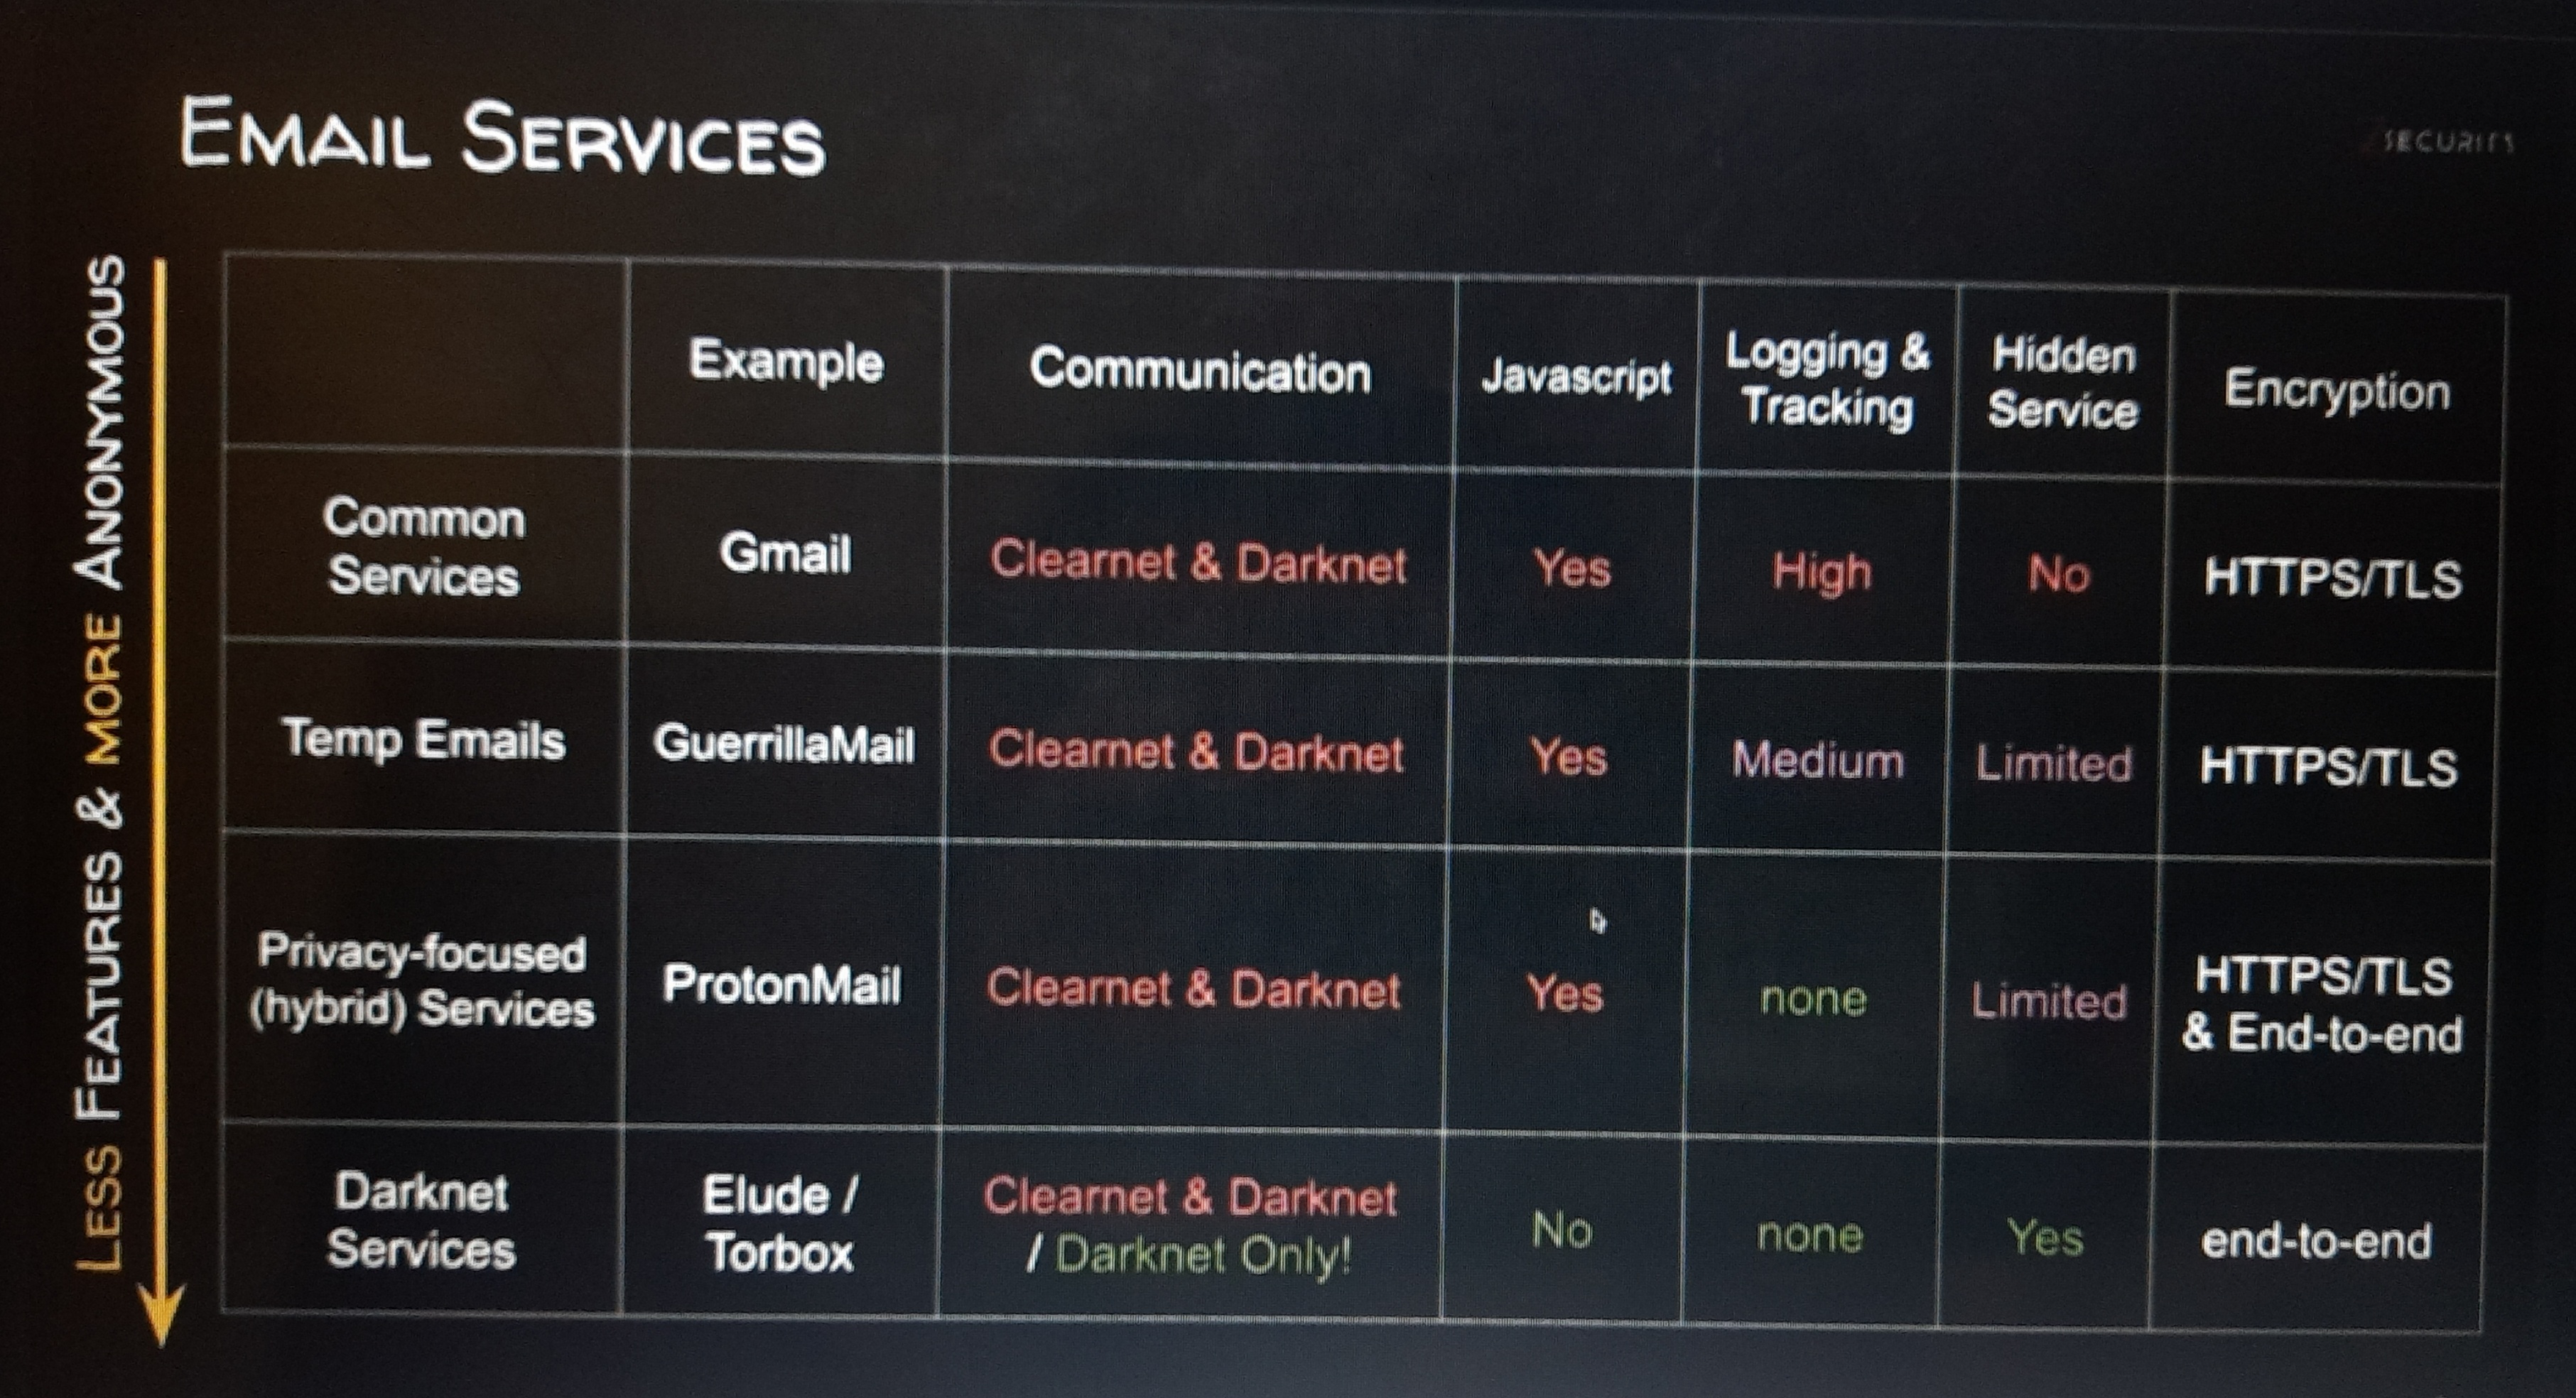 EMAIL SERVICES
SECURITY
LESS FEATURES & MORE ANONYMOUS
Example
Communication
Javascript
Logging &
Tracking
Hidden
Service
Encryption
Common
Services
Gmail
Clearnet & Darknet
Yes
High
No
HTTPS/TLS
Temp Emails
GuerrillaMail
Clearnet & Darknet
Yes
Medium
Limited
HTTPS/TLS
Privacy-focused
(hybrid) Services
ProtonMail
Clearnet & Darknet
Yes
none
Limited
HTTPS/TLS
& End-to-end
Darknet
Services
Elude /
Torbox
Clearnet & Darknet
/ Darknet Only!
No
none
Yes
end-to-end